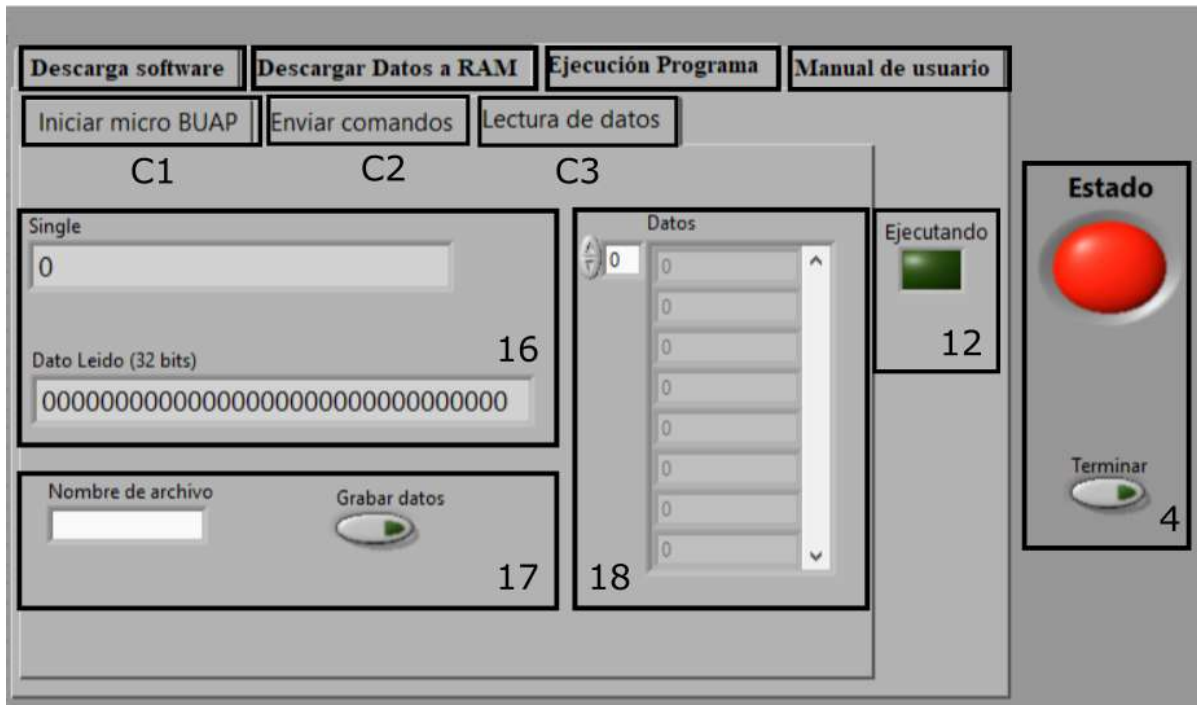 Descarga software
Descargar Datos a RAM
Ejecución Programa
Manual de usuario
Iniciar micro BUAP
Enviar comandos
Lectura de datos
C1
C2
C3
Single
0
Dato Leido (32 bits)
00000000000000000000000000000000
16
Nombre de archivo
Grabar datos
17
Datos
0
0
0
0
0
0
0
0
0
18
Ejecutando
12
Estado
Terminar
4